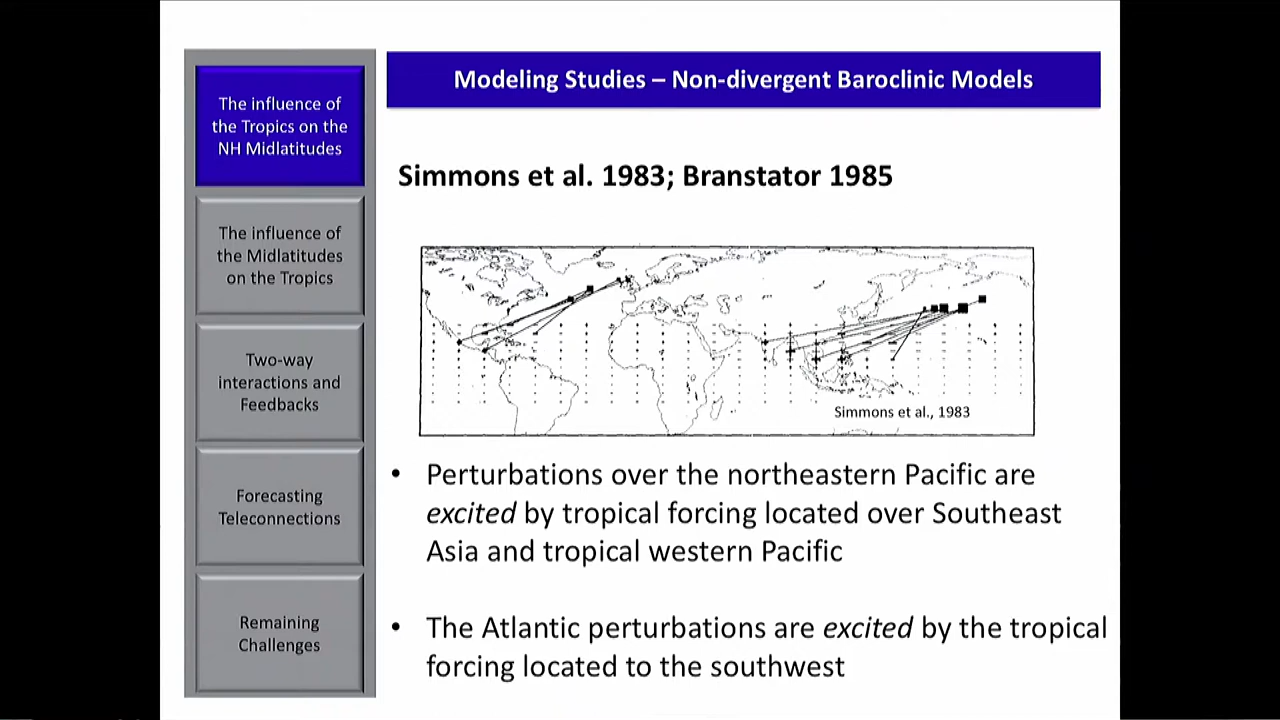 The influence of
the Tropics on the
NH Midlatitudes
The influence of
the Midlatitudes
on the Tropics
Two-way
interactions and
Feedbacks
Forecasting
Teleconnections
Remaining
Challenges
Modeling Studies – Non-divergent Baroclinic Models
Simmons et al. 1983; Branstator 1985
Simmons et al., 1983
• Perturbations over the northeastern Pacific are
excited by tropical forcing located over Southeast
Asia and tropical western Pacific
• The Atlantic perturbations are excited by the tropical
forcing located to the southwest